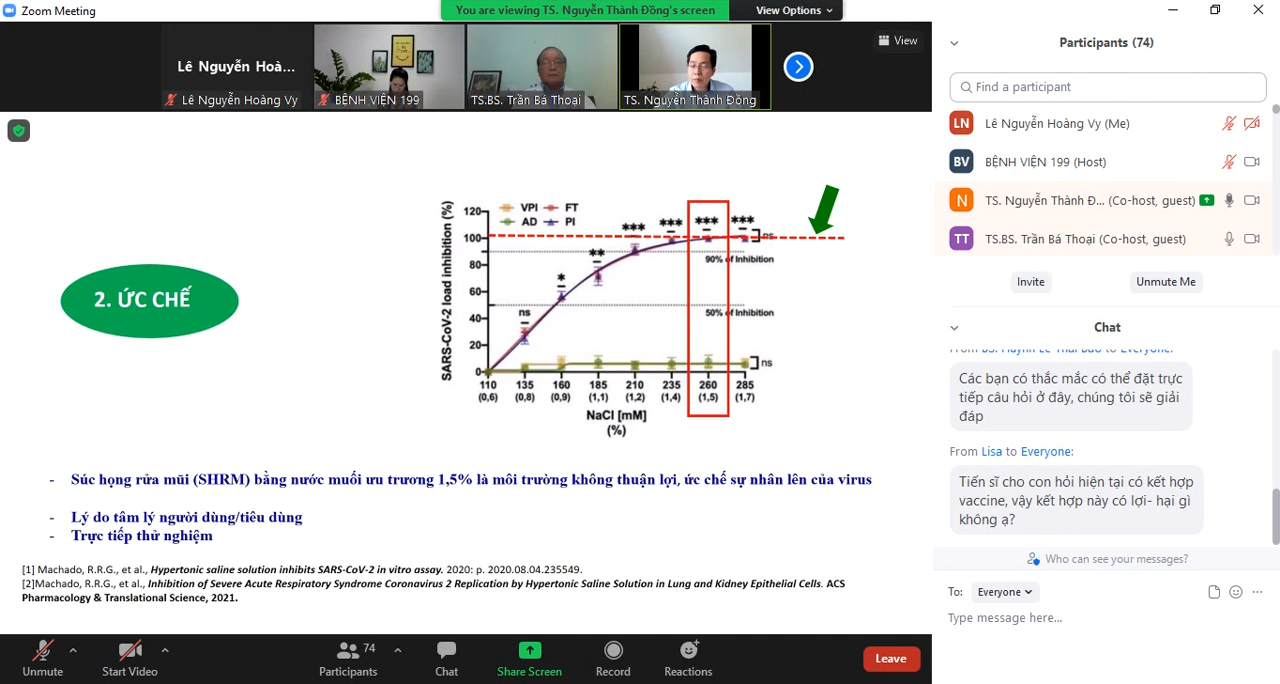 Zoom Meeting
You are viewing TS. Nguyễn Thành Đồng's screen
View Options
View
Lê Nguyễn Hoà...
Lê Nguyễn Hoàng Vy
BỆNH VIỆN 199
TS.BS. Trần Bá Thoại
TS. Nguyễn Thành Đồng
2. ỨC CHẾ
SARS-CoV-2 load inhibition (%)
VPI FT
AD PI
120
100
80
60
40
20
0
ns
*
**
***
***
***
***
ns
90% of Inhibition
50% of Inhibition
ns
110 135 160 185 210 235 260 285
(0,6) (0,8) (0,9) (1,1) (1,2) (1,4) (1,5) (1,7)
NaCl [mM]
(%)
- Súc họng rửa mũi (SHRM) bằng nước muối ưu trương 1,5% là môi trường không thuận lợi, ức chế sự nhân lên của virus
- Lý do tâm lý người dùng/tiêu dùng
- Trực tiếp thử nghiệm
[1] Machado, R.R.G., et al., Hypertonic saline solution inhibits SARS-CoV-2 in vitro assay. 2020: p. 2020.08.04.235549.
[2]Machado, R.R.G., et al., Inhibition of Severe Acute Respiratory Syndrome Coronavirus 2 Replication by Hypertonic Saline Solution in Lung and Kidney Epithelial Cells. ACS
Pharmacology & Translational Science, 2021.
Unmute
Start Video
Participants
74
Chat
Share Screen
Record
Reactions
Leave
Participants (74)
Find a participant
LN Lê Nguyễn Hoàng Vy (Me)
BV BỆNH VIỆN 199 (Host)
N TS. Nguyễn Thành Đ... (Co-host, guest)
TT TS.BS. Trần Bá Thoại (Co-host, guest)
Invite
Unmute Me
Chat
From BS. Huỳnh Lê Thái Bão to Everyone:
Các bạn có thắc mắc có thể đặt trực
tiếp câu hỏi ở đây, chúng tôi sẽ giải
đáp
From Lisa to Everyone:
Tiến sĩ cho con hỏi hiện tại có kết hợp
vaccine, vậy kết hợp này có lợi- hại gì
không ạ?
Who can see your messages?
To: Everyone
Type message here...